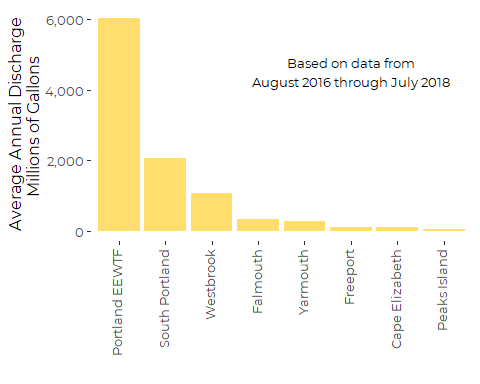 Average Annual Discharge
Millions of Gallons
6,000
4,000
2,000
0
Based on data from
August 2016 through July 2018
Portland EEWTF
South Portland
Westbrook
Falmouth
Yarmouth
Freeport
Cape Elizabeth
Peaks Island